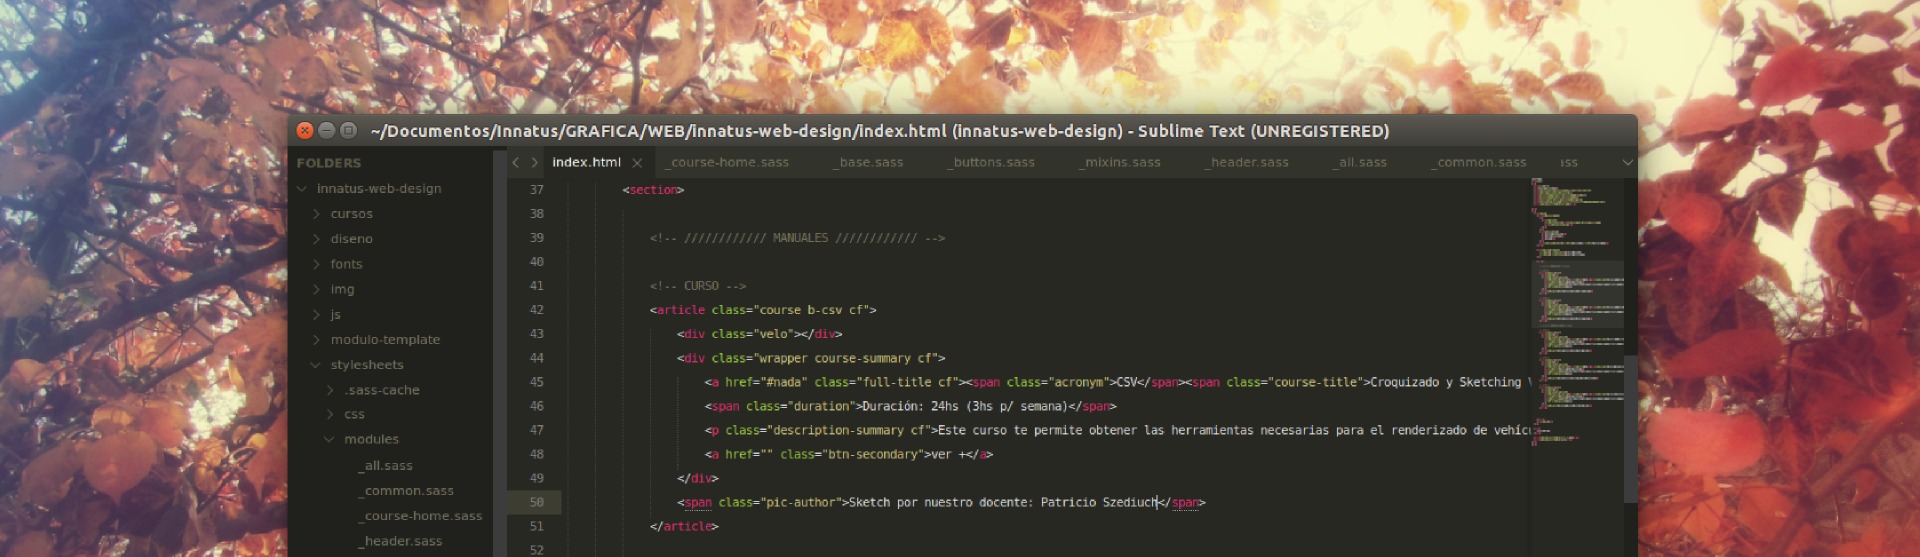 ~/Documentos/Innatus/GRAFICA/WEB/innatus-web-design/index.html (innatus-web-design) - Sublime Text (UNREGISTERED)
FOLDERS
innatus-web-design
cursos
diseno
fonts
img
js
modulo-template
stylesheets
.sass-cache
css
modules
_all.sass
_common.sass
_course-home.sass
_header.sass
index.html _course-home.sass _base.sass _buttons.sass _mixins.sass _header.sass _all.sass _common.sass
37 <section>
38
39 <!-- //////////// MANUALES //////////// -->
40
41 <!-- CURSO -->
42 <article class="course b-csv cf">
43 <div class="velo"></div>
44 <div class="wrapper course-summary cf">
45 <a href="#nada" class="full-title cf"><span class="acronym">CSV</span><span class="course-title">Croquizado y Sketching
46 <span class="duration">Duración: 24hs (3hs p/ semana)</span>
47 <p class="description-summary cf">Este curso te permite obtener las herramientas necesarias para el renderizado de vehíc
48 <a href="" class="btn-secondary">ver +</a>
49 </div>
50 <span class="pic-author">Sketch por nuestro docente: Patricio Szediuch</span>
51 </article>
52